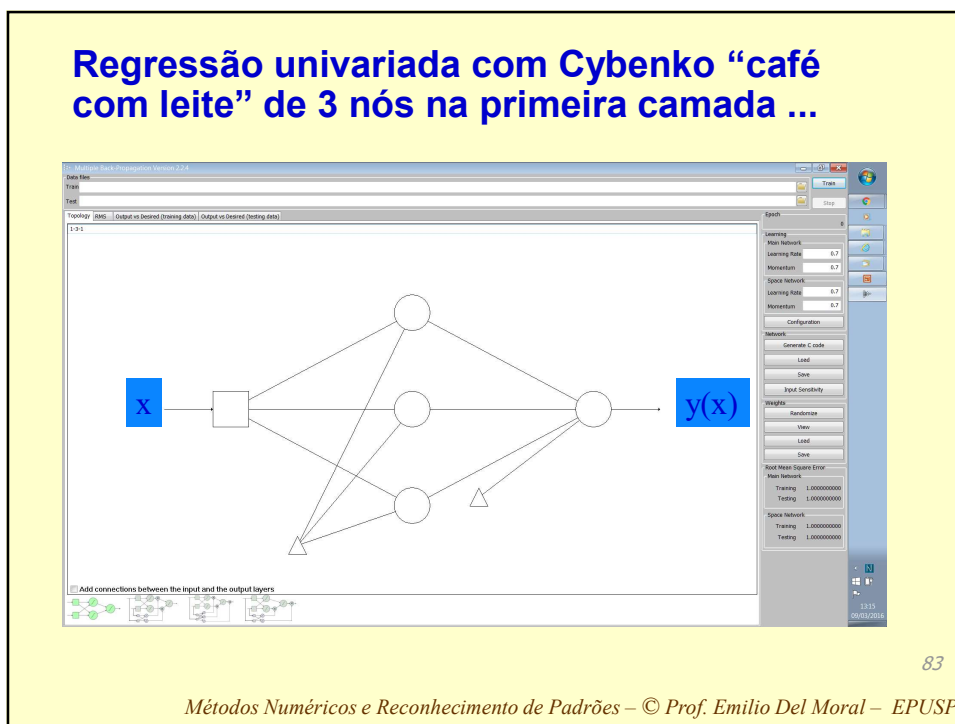 Regressão univariada com Cybenko “café
com leite” de 3 nós na primeira camada ...
Multiple Back-Propagation Version 2.2.4
Data files
Train
Train
Test
Stop
Topology RMS Output vs Desired (training data) Output vs Desired (testing data)
1-3-1
Epoch
0
Learning
Main Network
Learning Rate 0.7
Momentum 0.7
Space Network
Learning Rate 0.7
Momentum 0.7
Configuration
Network
Generate C code
Load
Save
Input Sensitivity
Weights
Randomize
View
Load
Save
Root Mean Square Error
Main Network
Training 1.0000000000
Testing 1.0000000000
Space Network
Training 1.0000000000
Testing 1.0000000000
x
y(x)
Add connections between the input and the output layers
13:15
09/03/2016
83
Métodos Numéricos e Reconhecimento de Padrões – © Prof. Emilio Del Moral – EPUSP